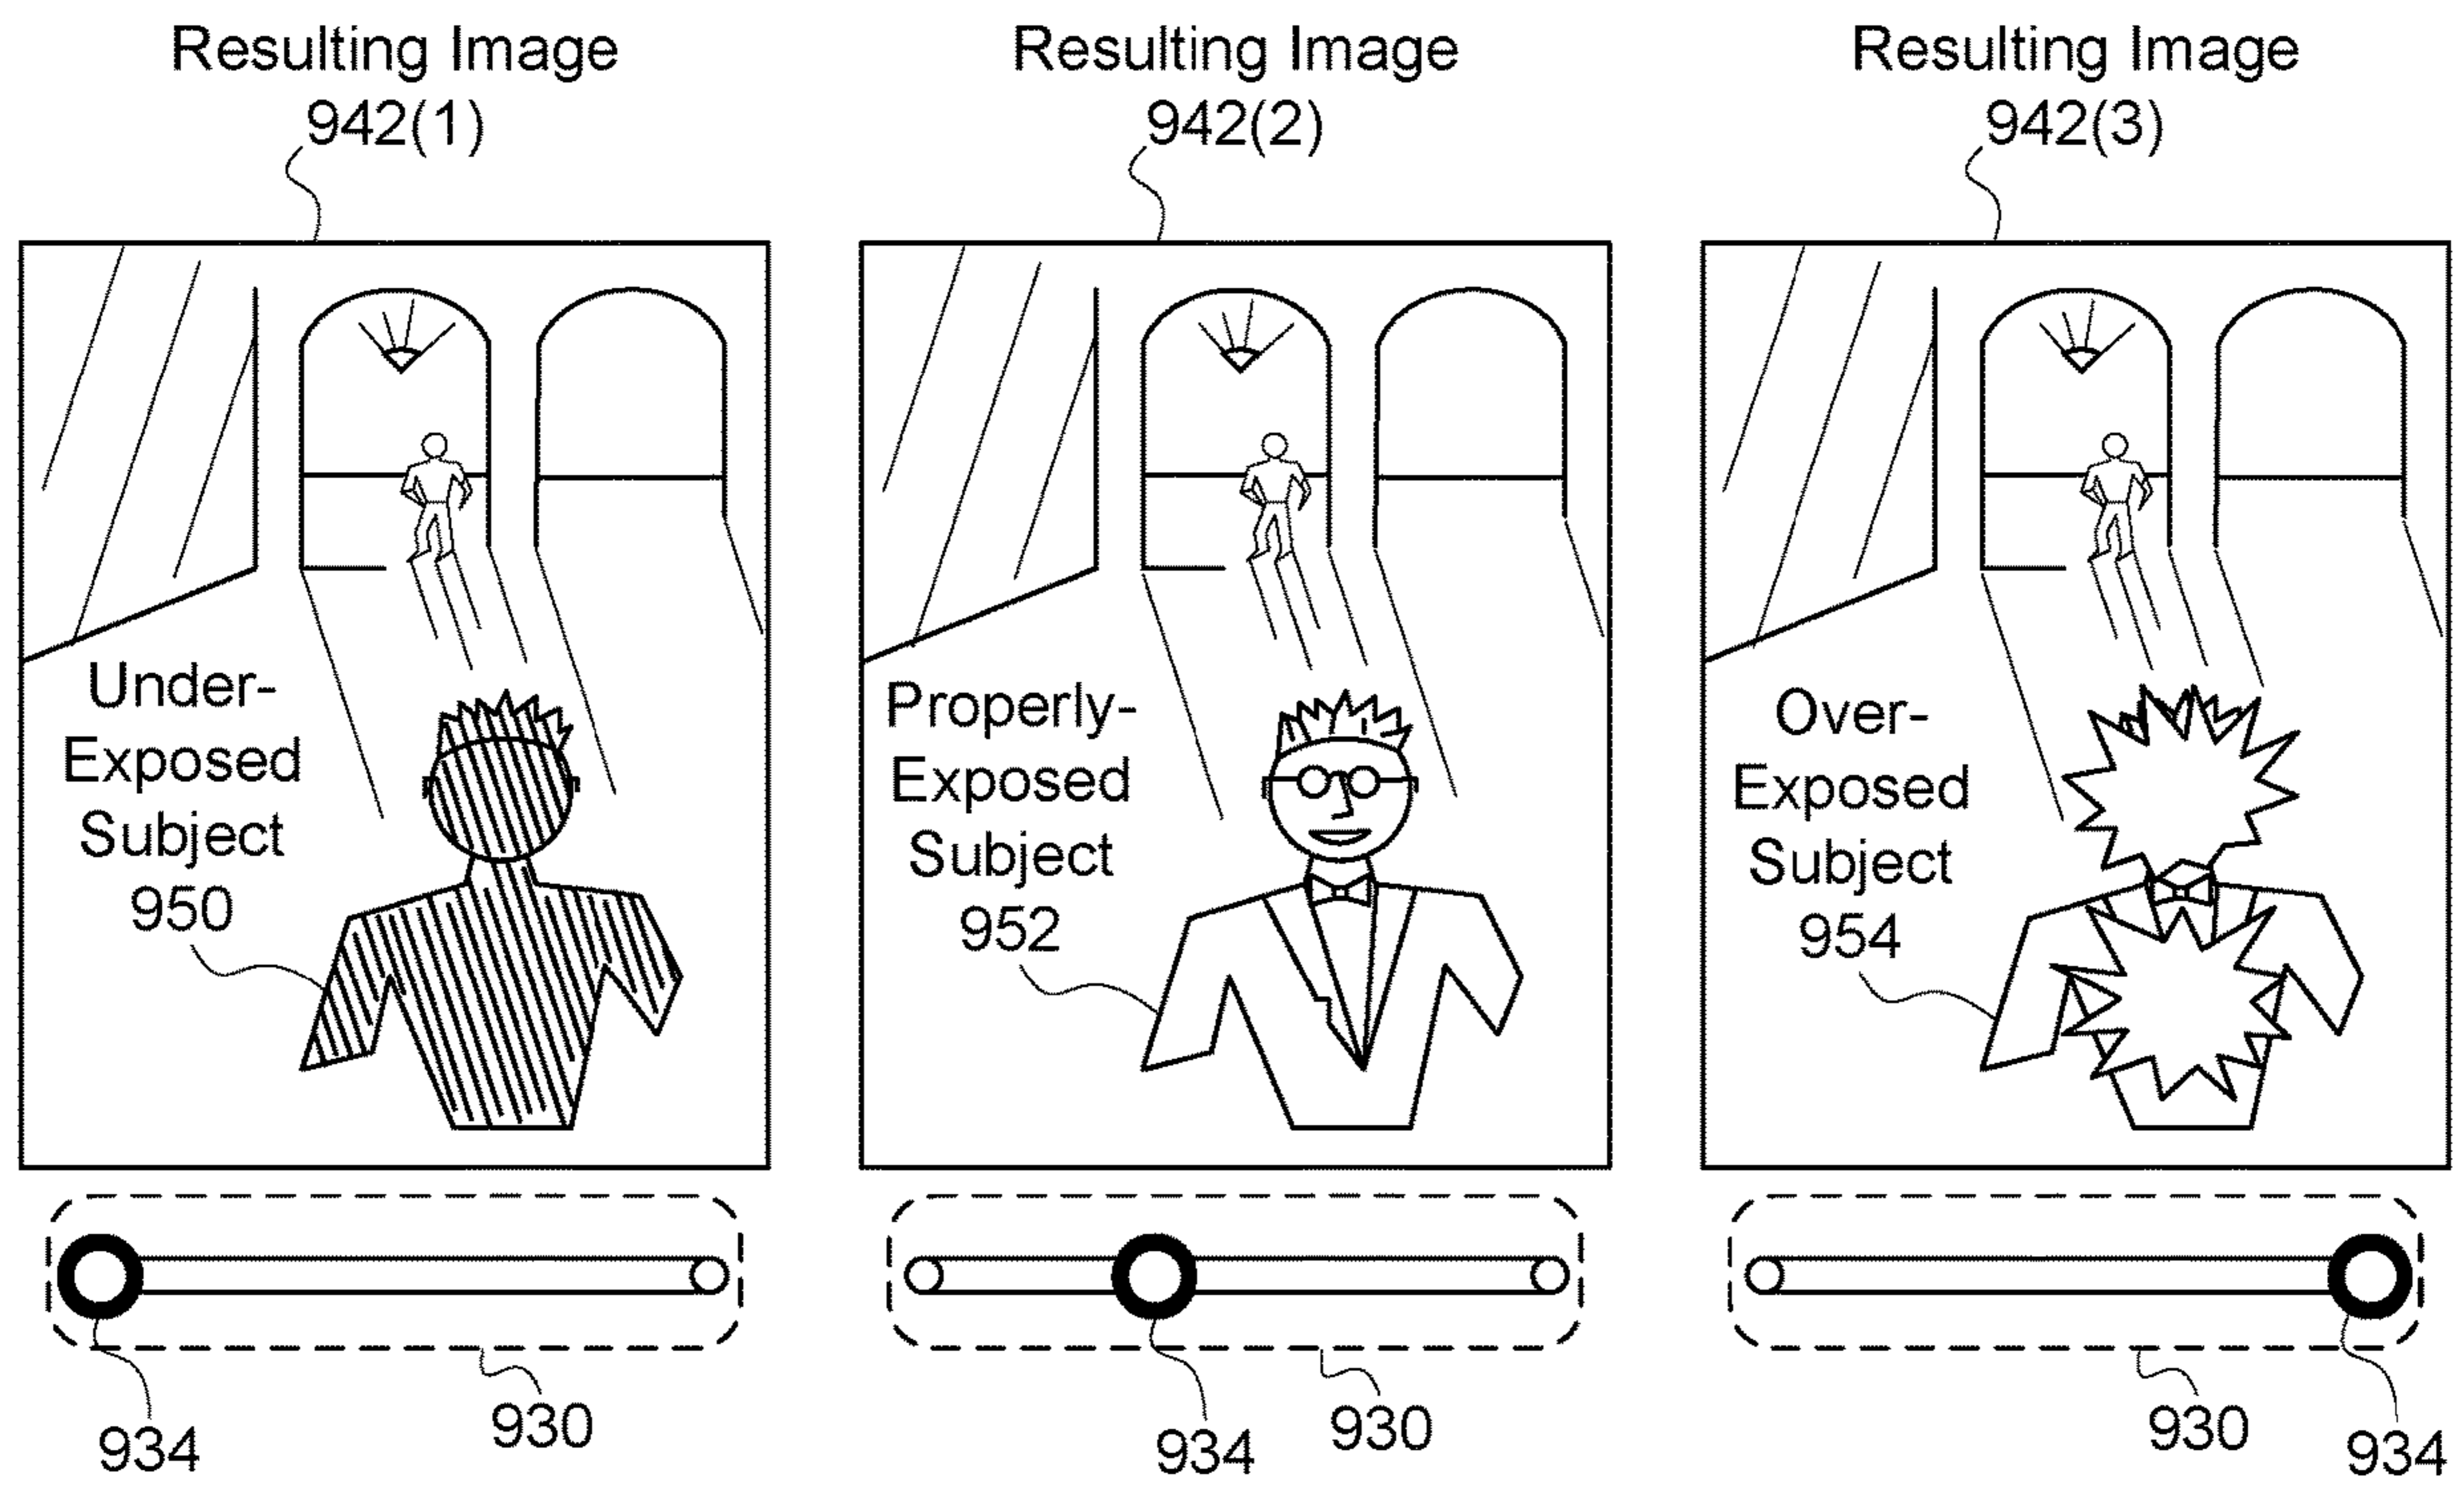 Resulting Image
942(1)
Resulting Image
942(2)
Resulting Image
942(3)
Under-
Exposed
Subject
950
Properly-
Exposed
Subject
952
Over-
Exposed
Subject
954
934
930
934
930
930
934